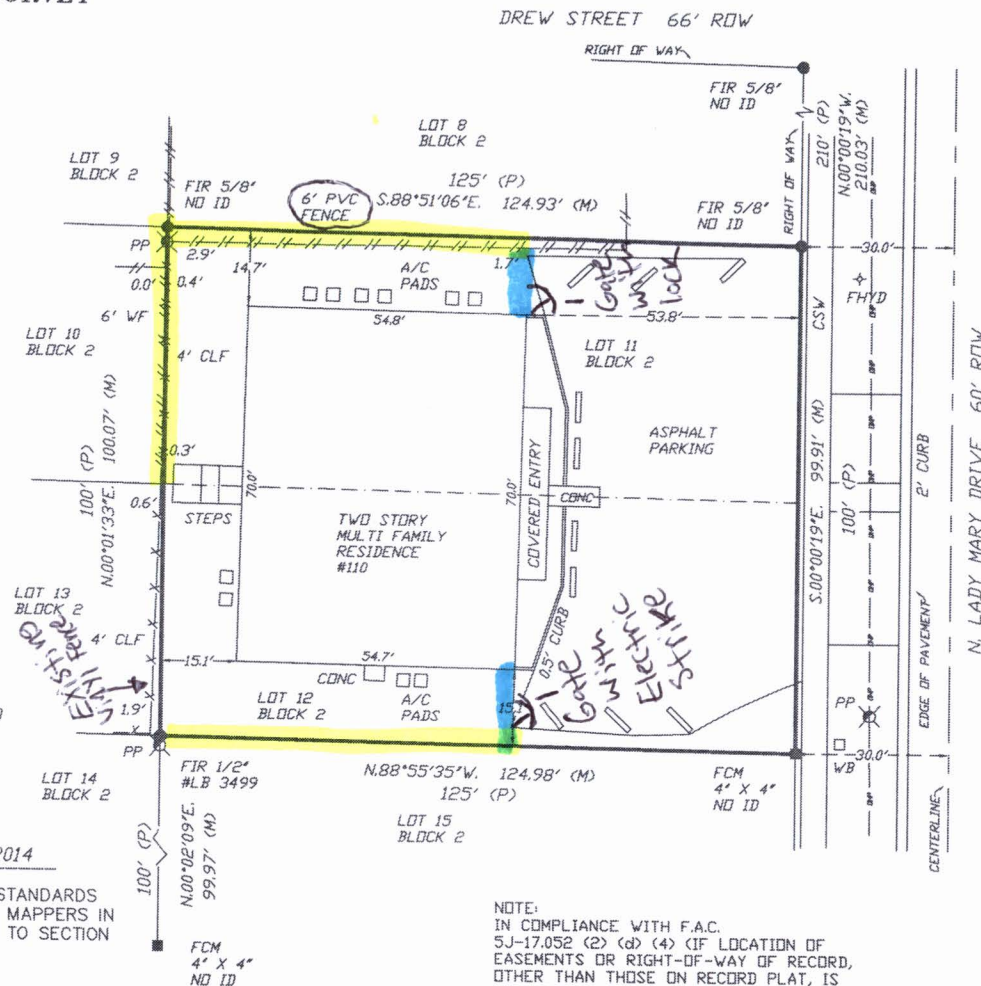 DREW STREET 66' ROW
RIGHT OF WAY
FIR 5/8"
NO ID
LOT 8
BLOCK 2
LOT 9
BLOCK 2
FIR 5/8"
NO ID
6' PVC
FENCE
125' (P)
S.88°51'06"E. 124.93' (M)
FIR 5/8"
NO ID
RIGHT OF WAY
210' (P)
N.00°00'19"W.
210.03' (M)
PP
2.9'
14.7'
A/C
PADS
1.7'
30.0'
0.0'
0.4'
1 Gate
with
lock
FHYD
6' WF
54.8'
53.8'
CSW
LOT 10
BLOCK 2
4' CLF
LOT 11
BLOCK 2
100' (P)
N.00°01'33"E. 100.07' (M)
0.3'
ASPHALT
PARKING
S.00°00'19"E. 99.91' (M)
100' (P)
2' CURB
N. LADY MARY DRIVE 60' ROW
0.6'
STEPS
70.0'
TWO STORY
MULTI FAMILY
RESIDENCE
#110
COVERED ENTRY
70.0'
CONC
LOT 13
BLOCK 2
Existing
vinyl fence
4' CLF
15.1'
54.7'
0.5' CURB
1 Gate
with
Electric
Strike
EDGE OF PAVEMENT
CONC
A/C
PADS
LOT 12
BLOCK 2
15.1'
1.9'
PP
PP
30.0'
WB
FIR 1/2"
#LB 3499
N.88°55'35"W. 124.98' (M)
125' (P)
FCM
4" X 4"
NO ID
LOT 14
BLOCK 2
LOT 15
BLOCK 2
CENTERLINE
2014
100' (P)
N.00°02'09"E.
99.97' (M)
STANDARDS
MAPPERS IN
TO SECTION
FCM
4" X 4"
NO ID
NOTE:
IN COMPLIANCE WITH F.A.C.
5J-17.052 (2) (d) (4) (IF LOCATION OF
EASEMENTS OR RIGHT-OF-WAY OF RECORD,
OTHER THAN THOSE ON RECORD PLAT, IS